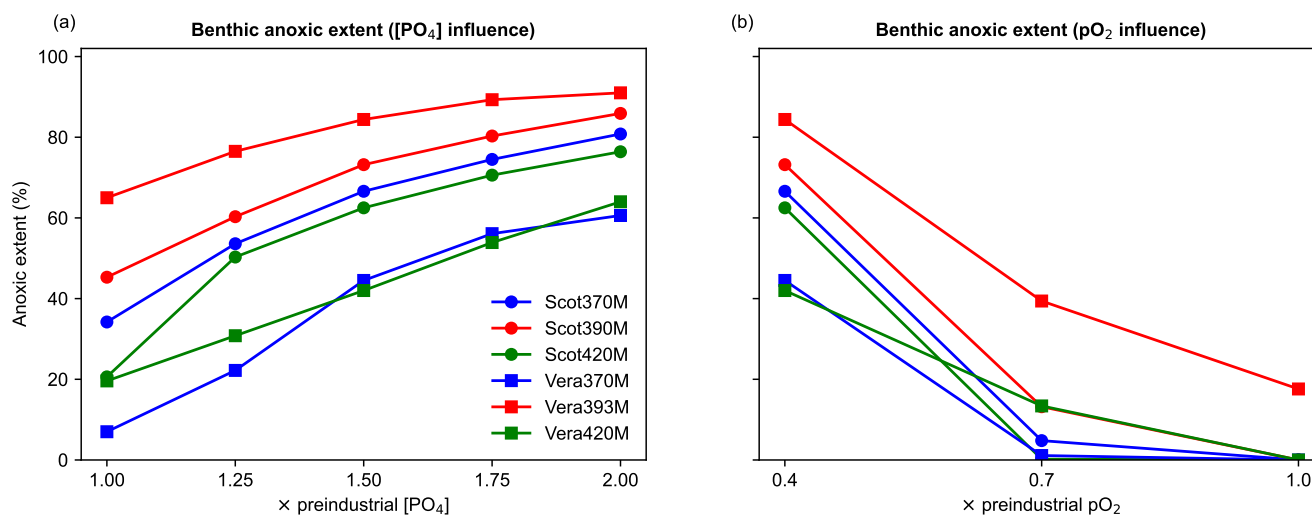 (a)
Benthic anoxic extent ([PO₄] influence)
100
80
60
40
20
0
Anoxic extent (%)
1.00 1.25 1.50 1.75 2.00
× preindustrial [PO₄]
Scot370M
Scot390M
Scot420M
Vera370M
Vera393M
Vera420M
(b)
Benthic anoxic extent (pO₂ influence)
0.4 0.7 1.0
× preindustrial pO₂